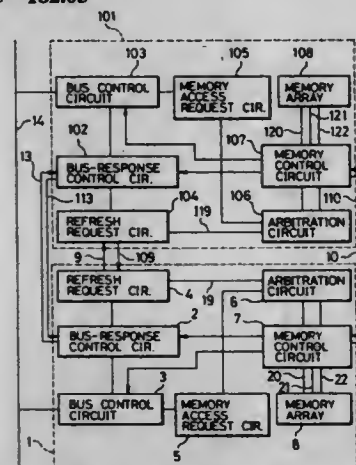 101
103
105
108
BUS CONTROL
CIRCUIT
MEMORY
ACCESS
REQUEST CIR.
MEMORY
ARRAY
14
102
120
121
122
107
BUS-RESPONSE
CONTROL CIR.
MEMORY
CONTROL
CIRCUIT
13
113
104
106
110
REFRESH
REQUEST CIR.
119
ARBITRATION
CIRCUIT
9
109
10
REFRESH
REQUEST CIR.
4
19
ARBITRATION
CIRCUIT
6
2
7
BUS-RESPONSE
CONTROL CIR.
MEMORY
CONTROL
CIRCUIT
3
20
21
22
BUS CONTROL
CIRCUIT
MEMORY
ACCESS
REQUEST CIR.
MEMORY
ARRAY
1
5
8